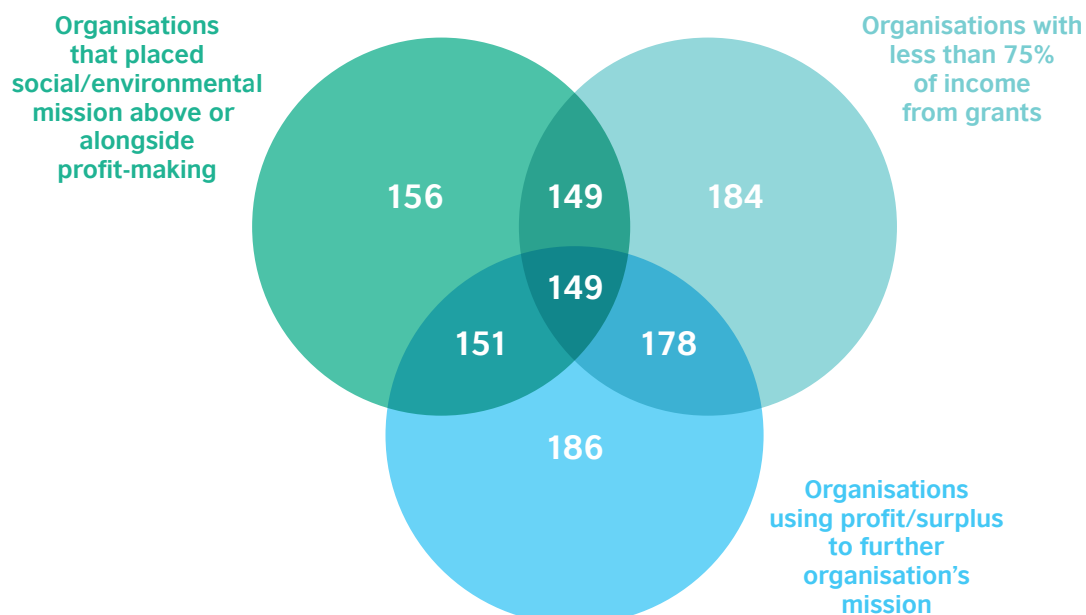 Organisations
that placed
social/environmental
mission above or
alongside
profit-making
Organisations with
less than 75%
of income
from grants
156
149
184
149
151
178
186
Organisations
using profit/surplus
to further
organisation’s
mission